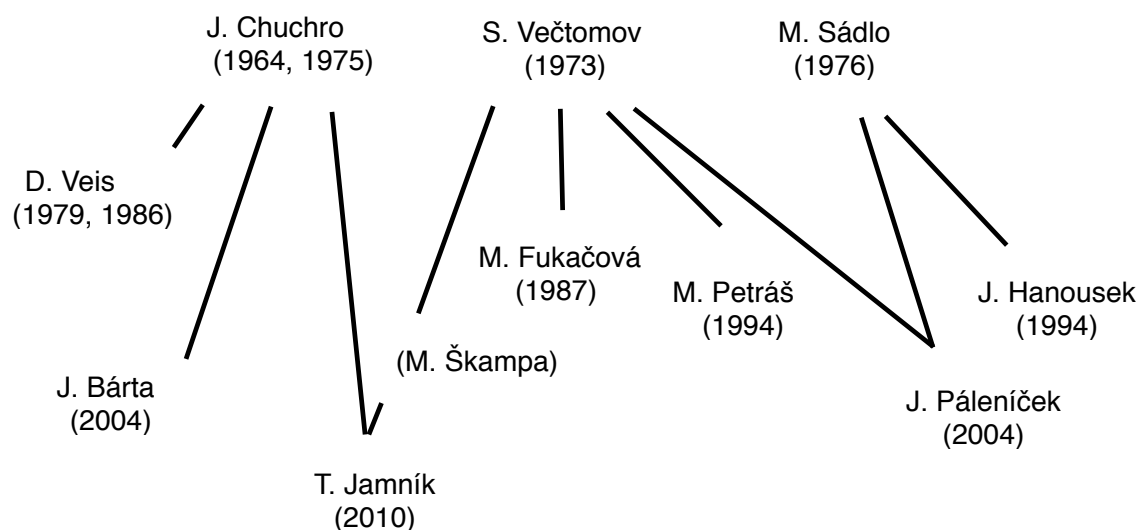 J. Chuchro
(1964, 1975)
S. Večtomov
(1973)
M. Sádlo
(1976)
D. Veis
(1979, 1986)
M. Fukačová
(1987)
M. Petráš
(1994)
J. Hanousek
(1994)
(M. Škampa)
J. Bárta
(2004)
J. Páleníček
(2004)
T. Jamník
(2010)